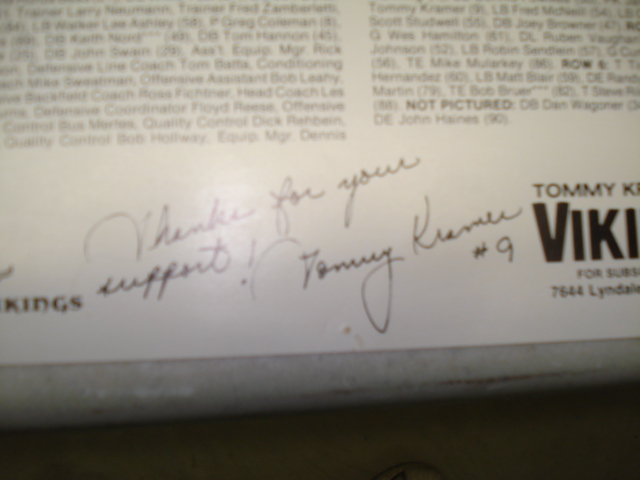 Trainer Larry Neumann, Trainer Fred Zamberletti,
LB Walker Lee Ashley (58), P Greg Coleman (8),
DB Keith Nord*** (49), DB Tom Hannon (45),
DB John Swain (29), Ass't. Equip. Mgr. Rick
Defensive Line Coach Tom Batta, Conditioning
Mike Sweatman, Offensive Assistant Bob Leahy,
Backfield Coach Ross Fichtner, Head Coach Les
Defensive Coordinator Floyd Reese, Offensive
Control Bus Mertes, Quality Control Dick Rehbein,
Quality Control Bob Hollway, Equip. Mgr. Dennis
Tommy Kramer (9), LB Fred McNeill
Scott Studwell (55), DB Joey Browner
G Wes Hamilton (61), DL Ruben
Johnson (52), LB Robin Sendlein (57), G
(56), TE Mike Mularkey (86). ROW 6: T
Hernandez (60), LB Matt Blair (59), DE
Martin (79), TE Bob Bruer*** (82), T Steve
(88). NOT PICTURED: DB Dan Wagoner
DE John Haines (90).
Thanks for your
support! Tommy Kramer
#9
KINGS
TOMMY KR
VIKI
FOR SUBS
7644 Lyndale